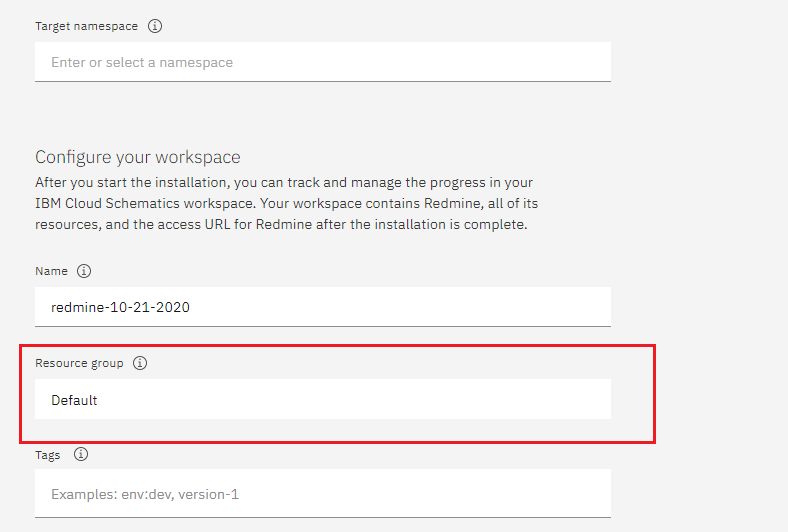 Target namespace
Enter or select a namespace
Configure your workspace
After you start the installation, you can track and manage the progress in your
IBM Cloud Schematics workspace. Your workspace contains Redmine, all of its
resources, and the access URL for Redmine after the installation is complete.
Name
redmine-10-21-2020
Resource group
Default
Tags
Examples: env:dev, version-1